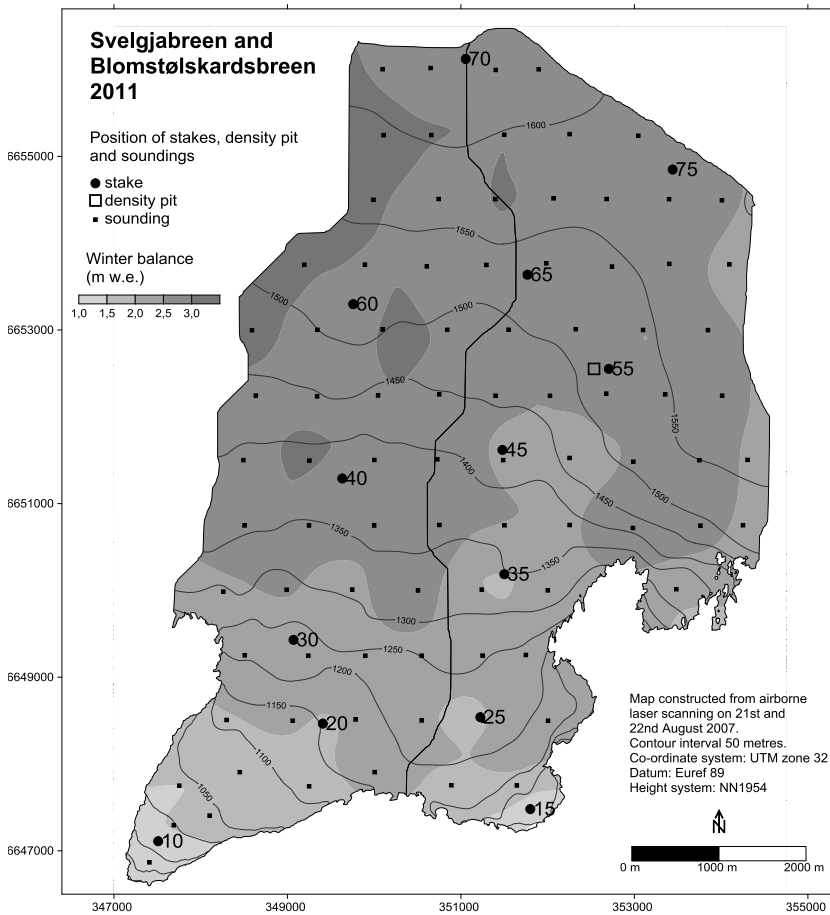 Svelgjabreen and
Blomstølskardsbreen
2011
Position of stakes, density pit
and soundings
stake
density pit
sounding
Winter balance
(m w.e.)
1,0 1,5 2,0 2,5 3,0
70
1600
6655000
75
1550
65
1500
60
1500
6653000
55
1450
1550
45
1400
40
1450
1500
6651000
1350
1350
35
1300
30
1250
1200
6649000
1150
25
20
1100
1050
15
10
6647000
Map constructed from airborne
laser scanning on 21st and
22nd August 2007.
Contour interval 50 metres.
Co-ordinate system: UTM zone 32
Datum: Euref 89
Height system: NN1954
N
0 m 1000 m 2000 m
347000 349000 351000 353000 355000